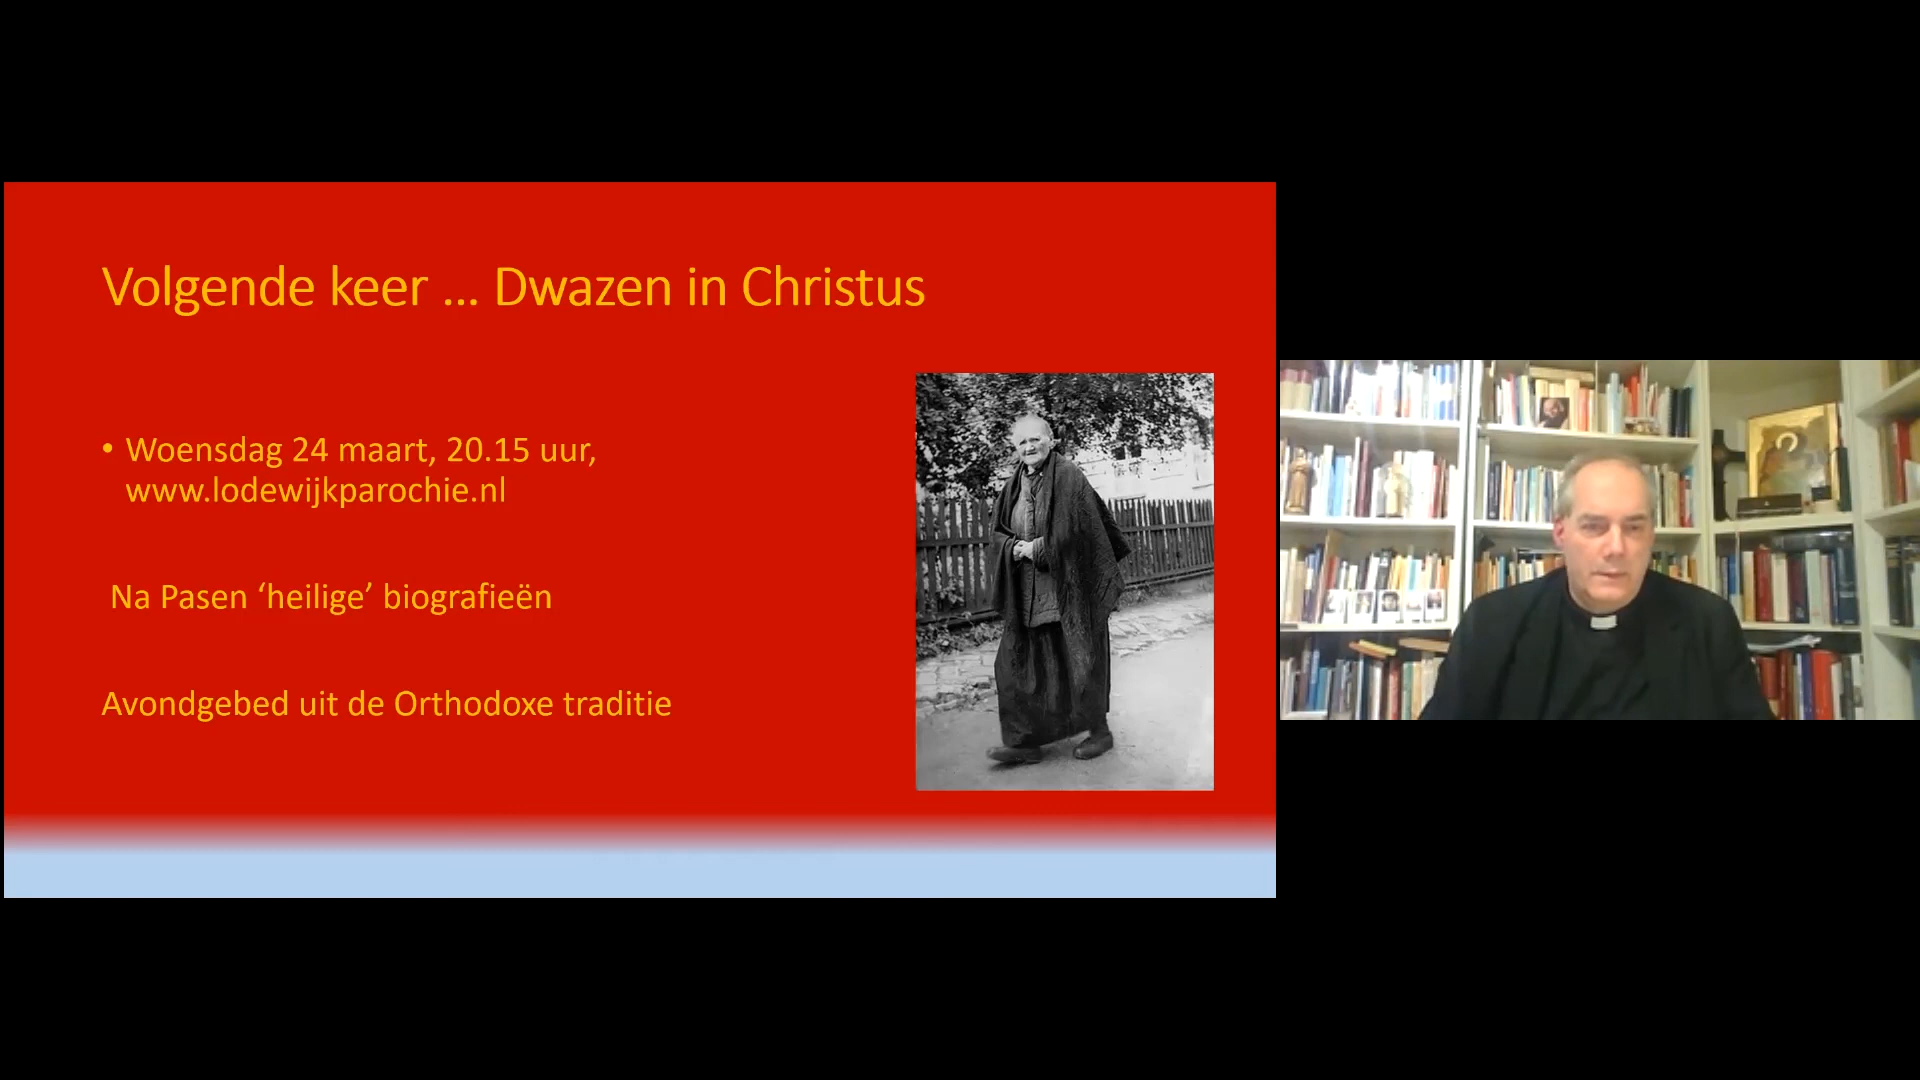 Volgende keer ... Dwazen in Christus
• Woensdag 24 maart, 20.15 uur,
www.lodewijkparochie.nl
Na Pasen ‘heilige’ biografieën
Avondgebed uit de Orthodoxe traditie